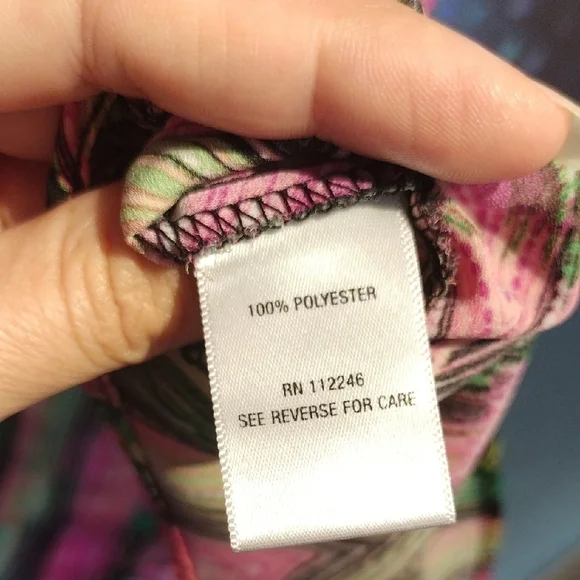 100% POLYESTER
RN 112246
SEE REVERSE FOR CARE